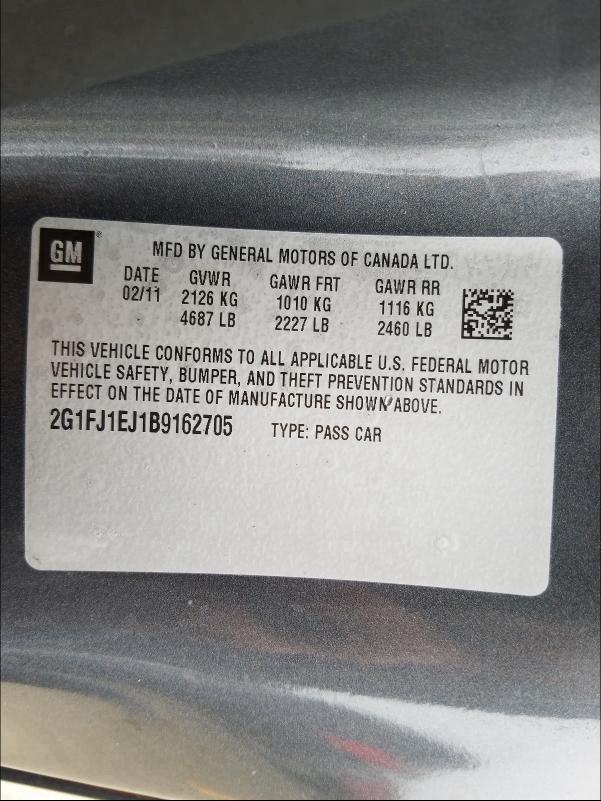 GM®
MFD BY GENERAL MOTORS OF CANADA LTD.
DATE GVWR GAWR FRT GAWR RR
02/11 2126 KG 1010 KG 1116 KG
4687 LB 2227 LB 2460 LB
THIS VEHICLE CONFORMS TO ALL APPLICABLE U.S. FEDERAL MOTOR
VEHICLE SAFETY, BUMPER, AND THEFT PREVENTION STANDARDS IN
EFFECT ON THE DATE OF MANUFACTURE SHOWN ABOVE.
2G1FJ1EJ1B9162705 TYPE: PASS CAR